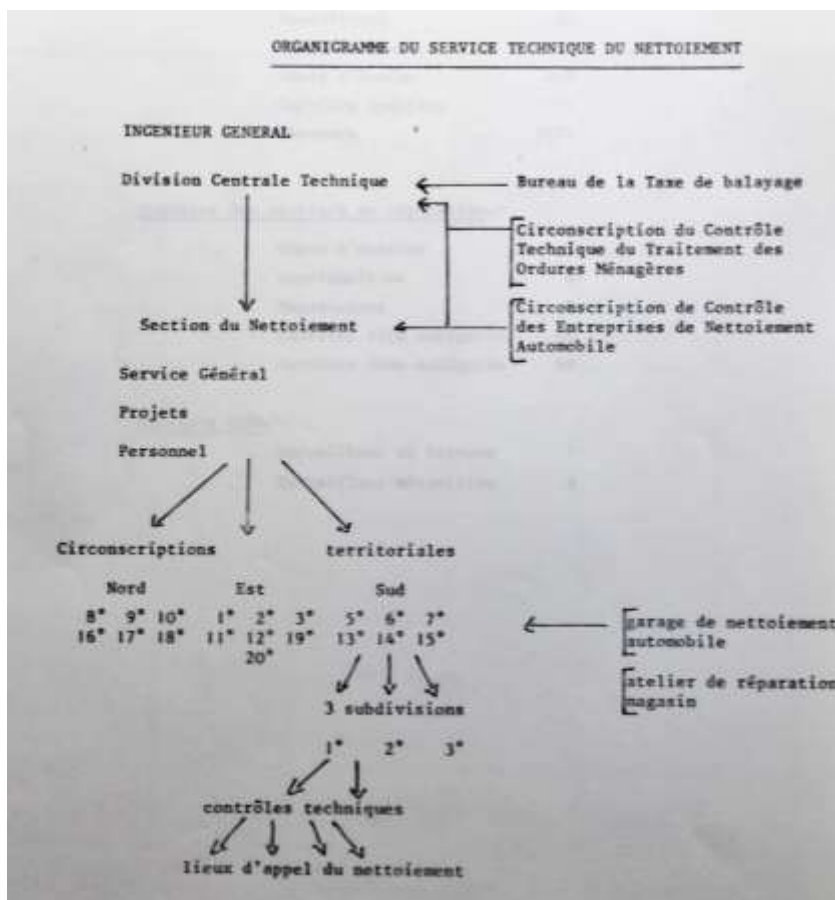 ORGANIGRAMME DU SERVICE TECHNIQUE DU NETTOIEMENT
INGENIEUR GENERAL
Division Centrale Technique
Bureau de la Taxe de balayage
Circonscription du Contrôle
Technique du Traitement des
Ordures Ménagères
Section du Nettoiement
Circonscription de Contrôle
des Entreprises de Nettoiement
Automobile
Service Général
Projets
Personnel
Circonscriptions territoriales
Nord Est Sud
8° 9° 10° 1° 2° 3° 5° 6° 7°
16° 17° 18° 11° 12° 19° 13° 14° 15°
20°
garage de nettoiement
automobile
atelier de réparation
magasin
3 subdivisions
1° 2° 3°
contrôles techniques
lieux d'appel du nettoiement